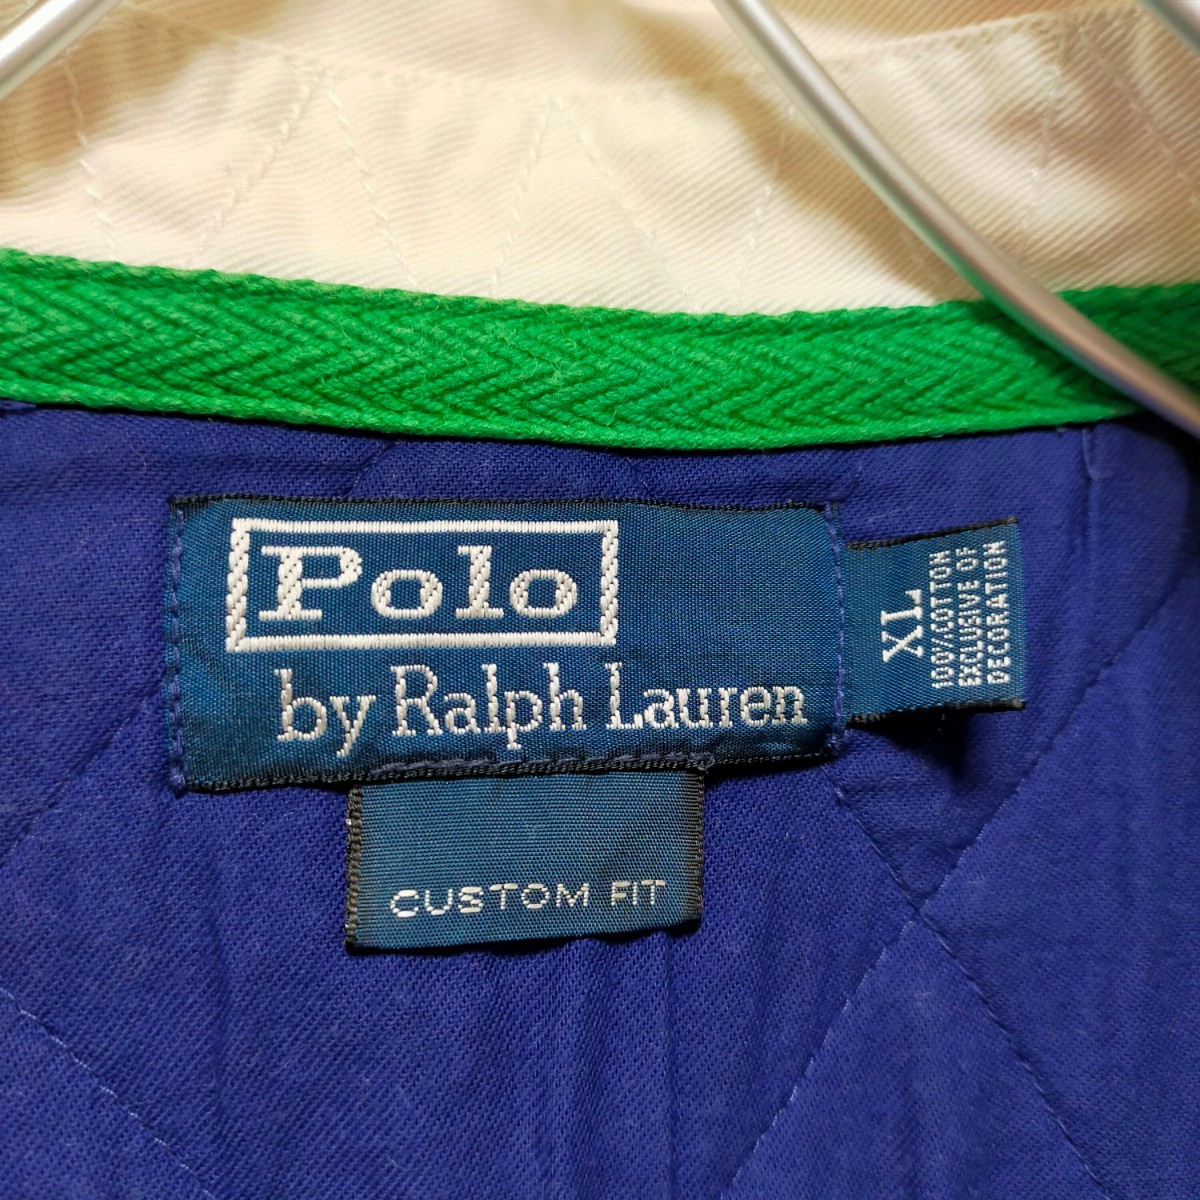 Polo
by Ralph Lauren
CUSTOM FIT
XL
100% COTTON
EXCLUSIVE OF
DECORATION